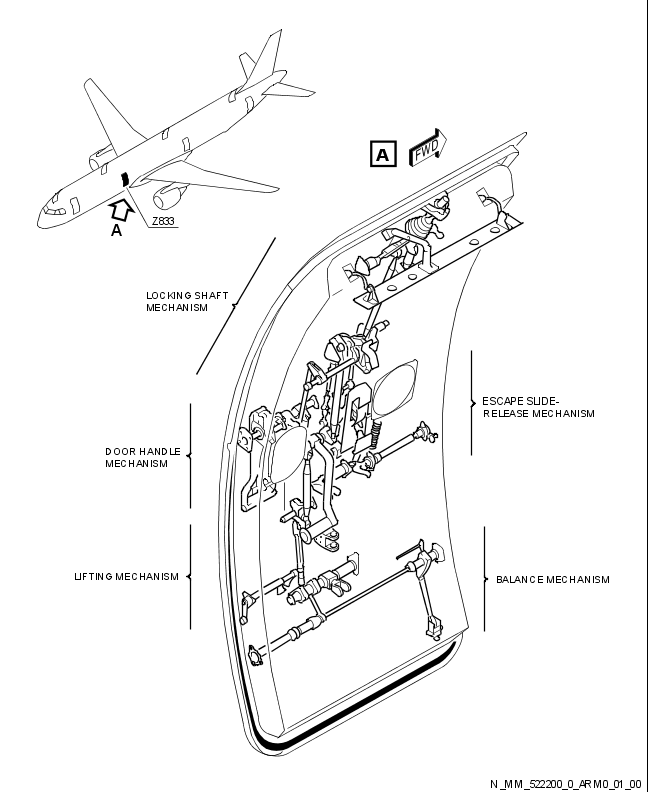 A
FWD
Z833
A
LOCKING SHAFT
MECHANISM
ESCAPE SLIDE-
RELEASE MECHANISM
DOOR HANDLE
MECHANISM
LIFTING MECHANISM
BALANCE MECHANISM
N_MM_522200_0_ARM0_01_00